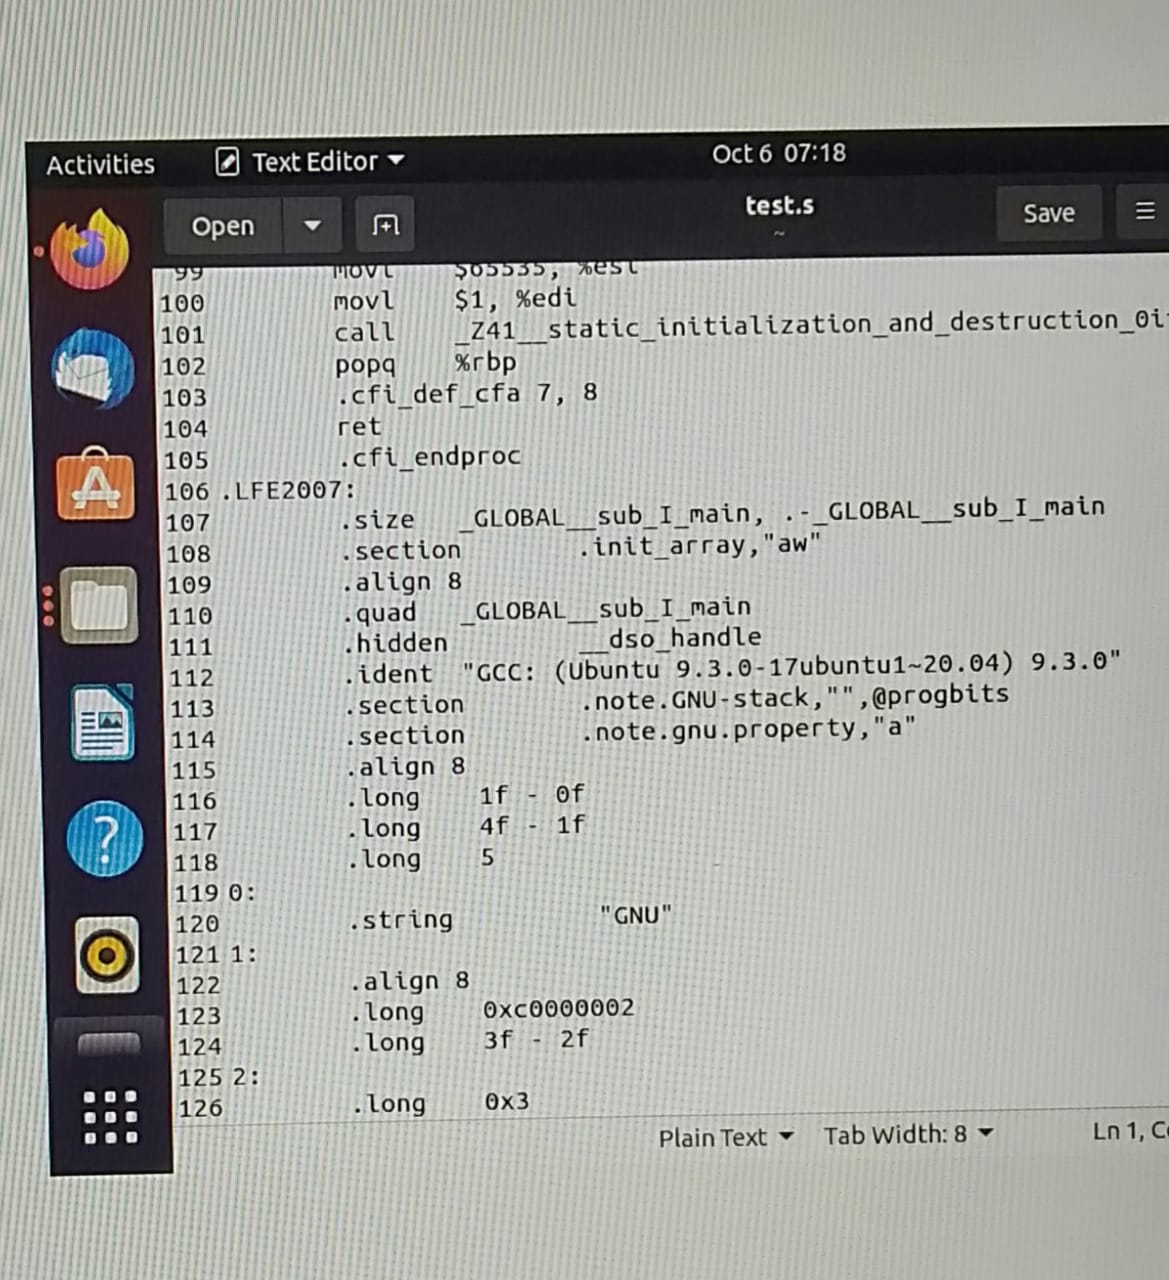 Activities Text Editor Oct 6 07:18
Open test.s Save
~
99 movl $65535, %esi
100 movl $1, %edi
101 call _Z41__static_initialization_and_destruction_0i
102 popq %rbp
103 .cfi_def_cfa 7, 8
104 ret
105 .cfi_endproc
106 .LFE2007:
107 .size _GLOBAL__sub_I_main, .-_GLOBAL__sub_I_main
108 .section .init_array,"aw"
109 .align 8
110 .quad _GLOBAL__sub_I_main
111 .hidden __dso_handle
112 .ident "GCC: (Ubuntu 9.3.0-17ubuntu1~20.04) 9.3.0"
113 .section .note.GNU-stack,"",@progbits
114 .section .note.gnu.property,"a"
115 .align 8
116 .long 1f - 0f
117 .long 4f - 1f
118 .long 5
119 0:
120 .string "GNU"
121 1:
122 .align 8
123 .long 0xc0000002
124 .long 3f - 2f
125 2:
126 .long 0x3
Plain Text Tab Width: 8 Ln 1, C